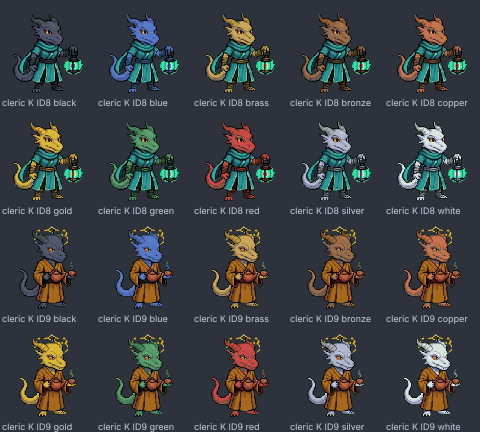 cleric K ID8 black
cleric K ID8 blue
cleric K ID8 brass
cleric K ID8 bronze
cleric K ID8 copper
cleric K ID8 gold
cleric K ID8 green
cleric K ID8 red
cleric K ID8 silver
cleric K ID8 white
cleric K ID9 black
cleric K ID9 blue
cleric K ID9 brass
cleric K ID9 bronze
cleric K ID9 copper
cleric K ID9 gold
cleric K ID9 green
cleric K ID9 red
cleric K ID9 silver
cleric K ID9 white